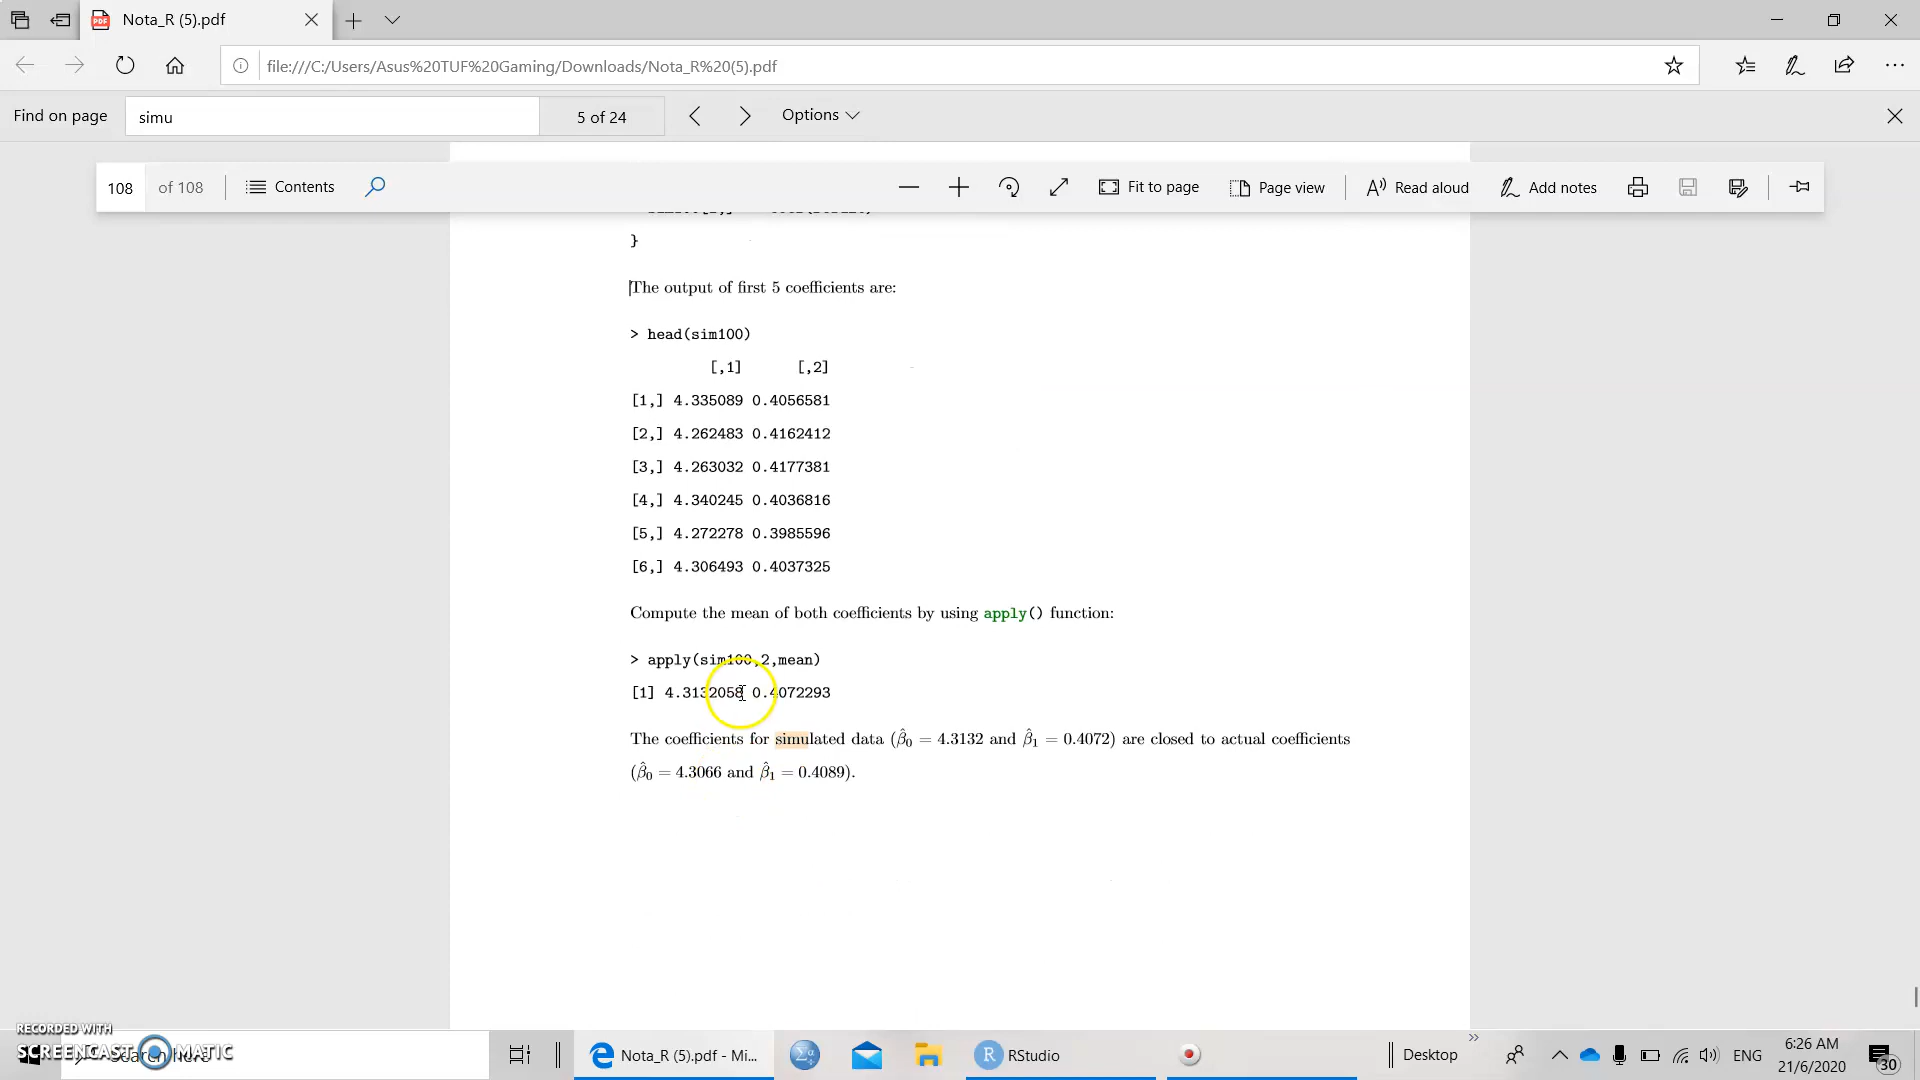 Nota_R (5).pdf
file:///C:/Users/Asus%20TUF%20Gaming/Downloads/Nota_R%20(5).pdf
Find on page
simu
5 of 24
Options
108 of 108
Contents
Fit to page
Page view
Read aloud
Add notes
}
The output of first 5 coefficients are:
> head(sim100)
[,1] [,2]
[1,] 4.335089 0.4056581
[2,] 4.262483 0.4162412
[3,] 4.263032 0.4177381
[4,] 4.340245 0.4036816
[5,] 4.272278 0.3985596
[6,] 4.306493 0.4037325
Compute the mean of both coefficients by using apply() function:
> apply(sim100,2,mean)
[1] 4.3132058 0.4072293
The coefficients for simulated data (β̂0 = 4.3132 and β̂1 = 0.4072) are closed to actual coefficients
(β̂0 = 4.3066 and β̂1 = 0.4089).
RECORDED WITH
SCREENCAST MATIC
Nota_R (5).pdf - Mi...
RStudio
Desktop
ENG
6:26 AM
21/6/2020
30